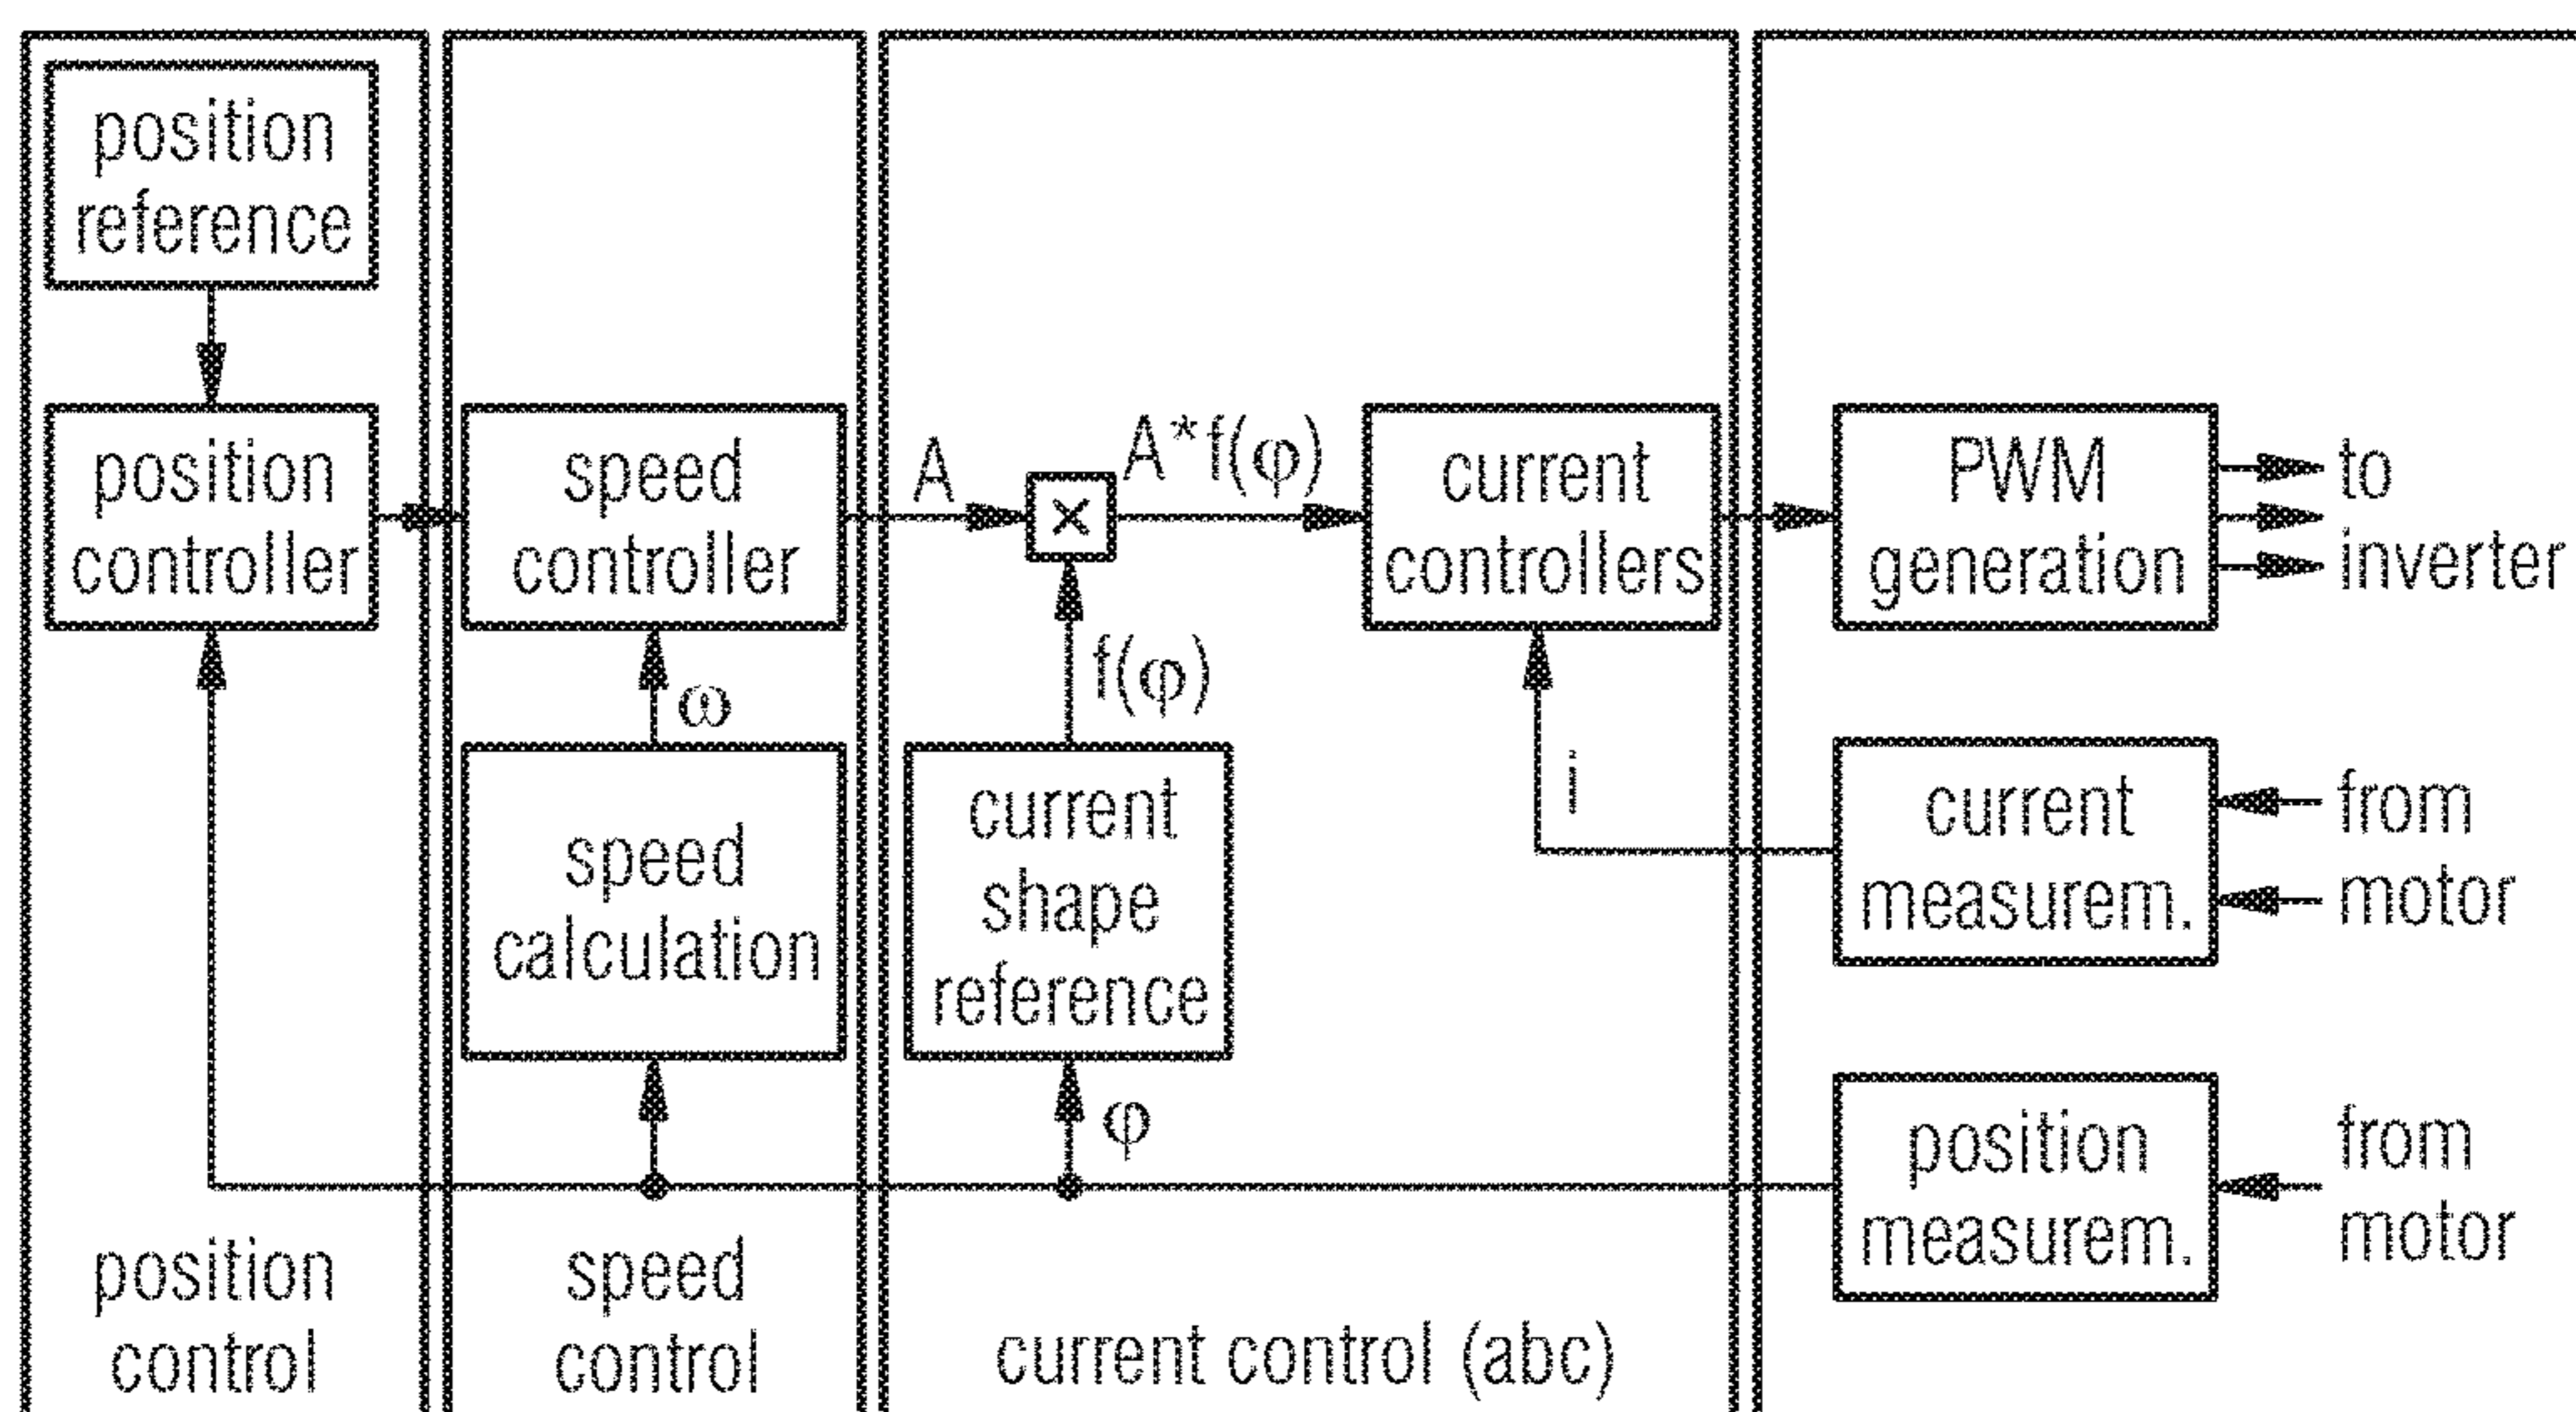 position
reference
position
controller
speed
controller
A
×
A*f(φ)
current
controllers
PWM
generation
to
inverter
ω
f(φ)
i
speed
calculation
current
shape
reference
current
measurem.
from
motor
φ
position
measurem.
from
motor
position
control
speed
control
current control (abc)